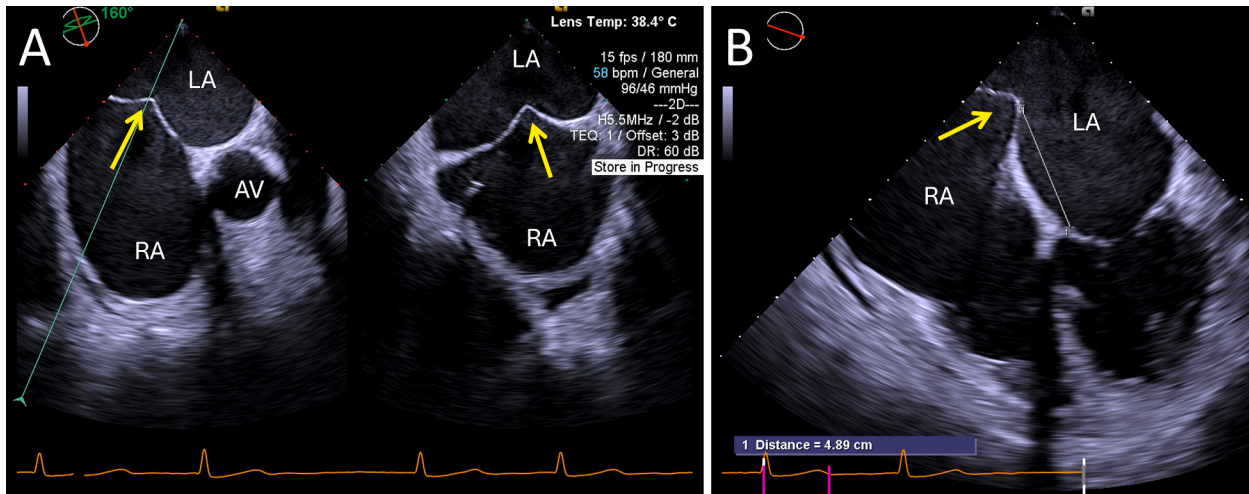 A
160°
LA
AV
RA
LA
RA
Lens Temp: 38.4° C
15 fps / 180 mm
58 bpm / General
96/46 mmHg
---2D---
H5.5MHz / -2 dB
TEQ: 1 / Offset: 3 dB
DR: 60 dB
Store in Progress
B
LA
RA
1
1
1 Distance = 4.89 cm